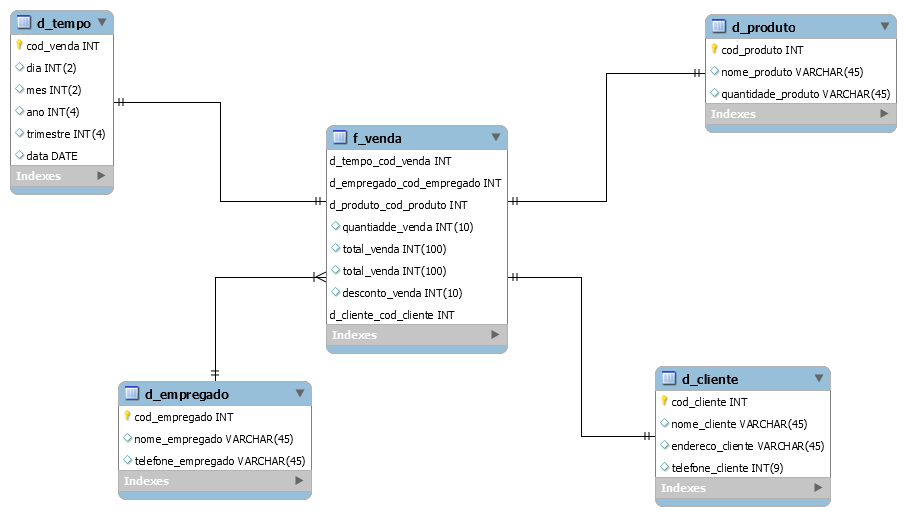 d_tempo
cod_venda INT
dia INT(2)
mes INT(2)
ano INT(4)
trimestre INT(4)
data DATE
Indexes
d_produto
cod_produto INT
nome_produto VARCHAR(45)
quantidade_produto VARCHAR(45)
Indexes
f_venda
d_tempo_cod_venda INT
d_empregado_cod_empregado INT
d_produto_cod_produto INT
quantiadde_venda INT(10)
total_venda INT(100)
total_venda INT(100)
desconto_venda INT(10)
d_cliente_cod_cliente INT
Indexes
d_empregado
cod_empregado INT
nome_empregado VARCHAR(45)
telefone_empregado VARCHAR(45)
Indexes
d_cliente
cod_cliente INT
nome_cliente VARCHAR(45)
endereco_cliente VARCHAR(45)
telefone_cliente INT(9)
Indexes